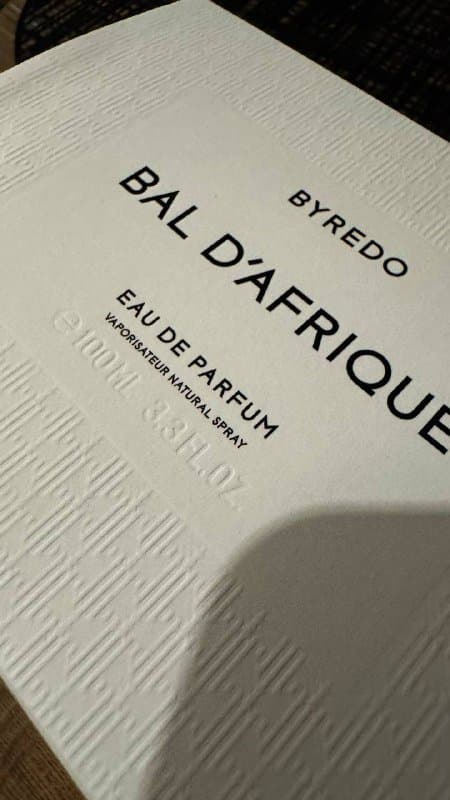 BYREDO
BAL D'AFRIQUE
EAU DE PARFUM
VAPORISATEUR NATURAL SPRAY
℮100ML 3.3FL.OZ.